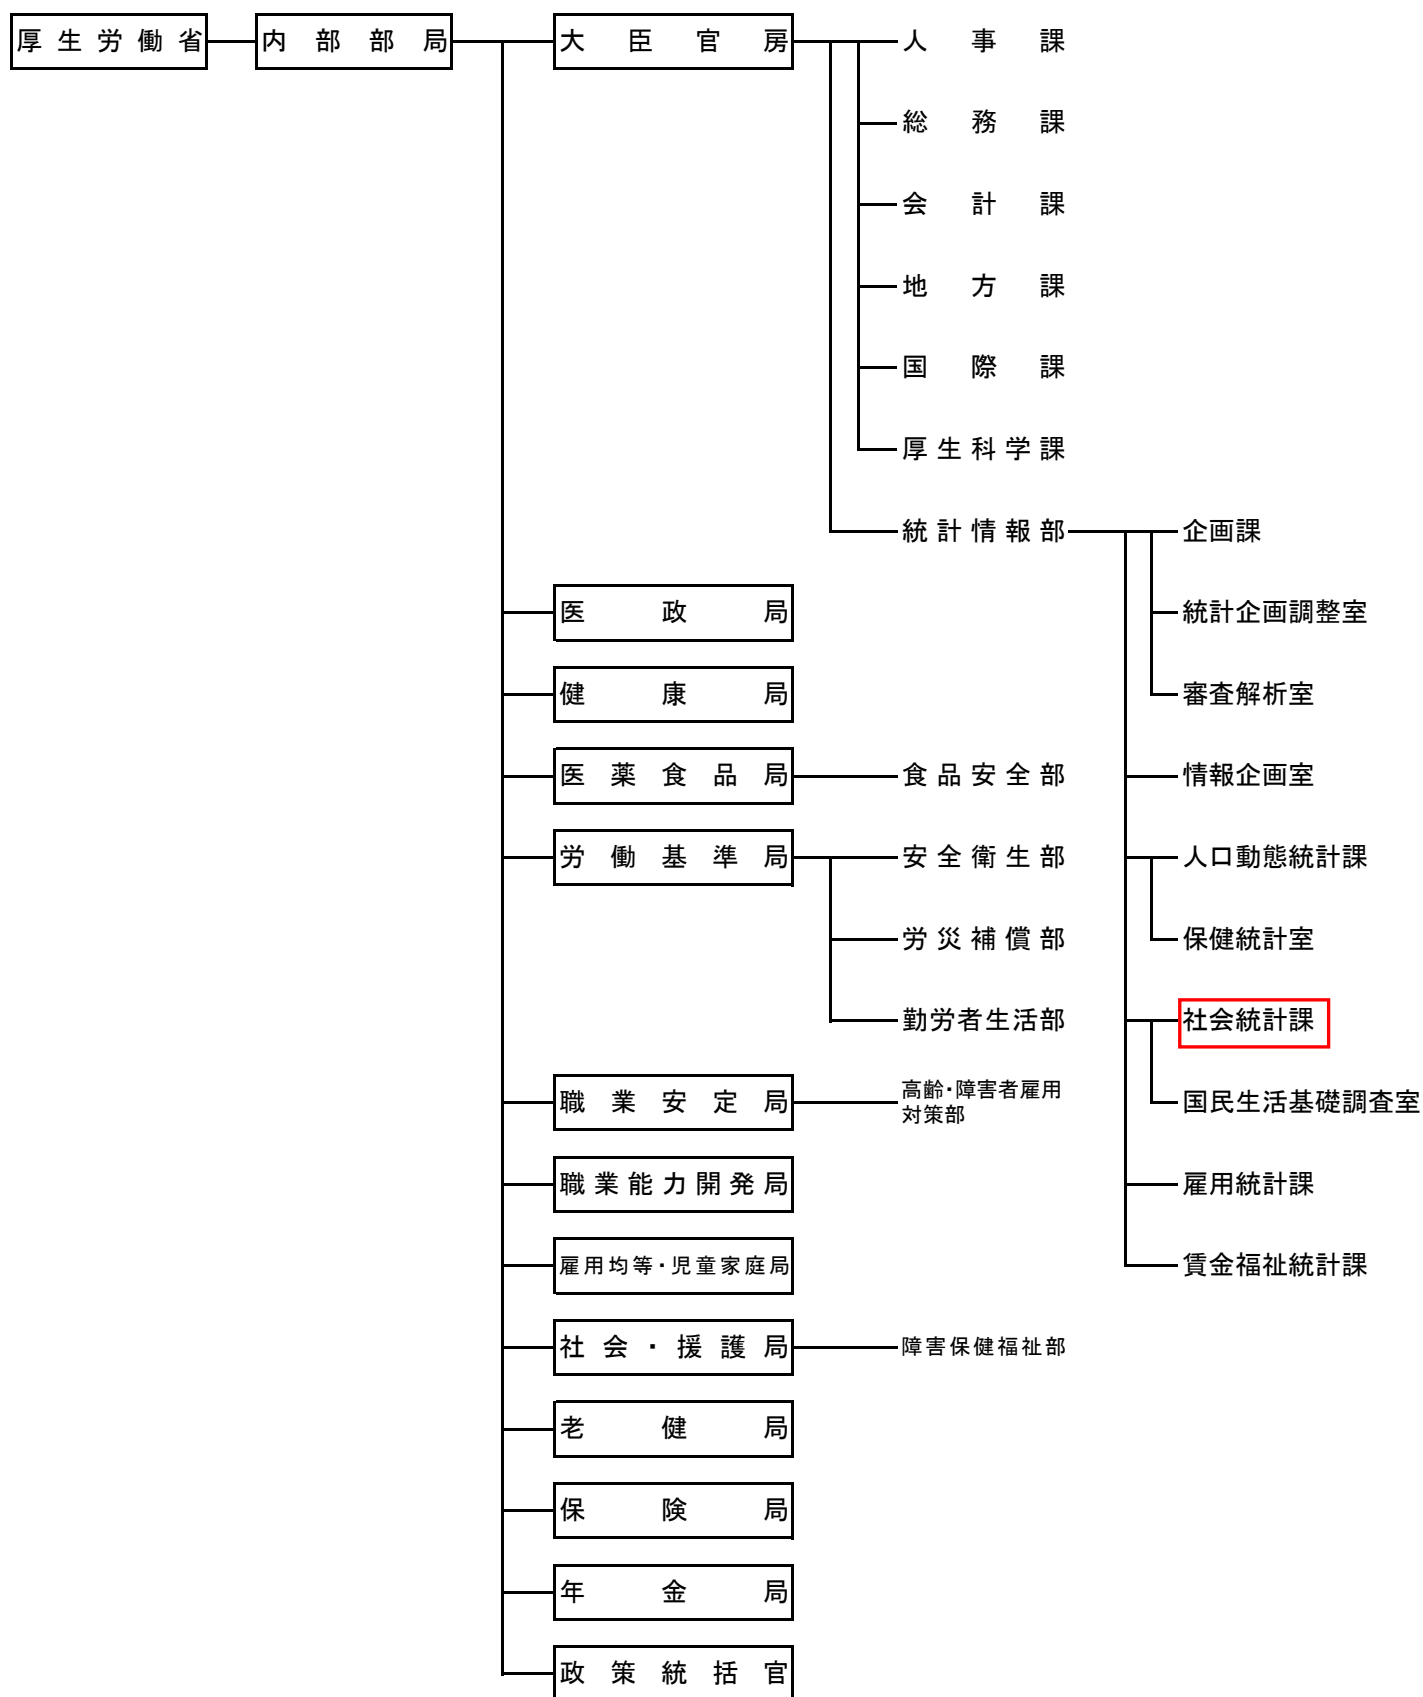 厚生労働省 内部部局 大臣官房 人事課
総務課
会計課
地方課
国際課
厚生科学課
統計情報部 企画課
医政局 統計企画調整室
健康局 審査解析室
医薬食品局 食品安全部 情報企画室
労働基準局 安全衛生部 人口動態統計課
労災補償部 保健統計室
勤労者生活部 社会統計課
職業安定局 高齢・障害者雇用
対策部 国民生活基礎調査室
職業能力開発局 雇用統計課
雇用均等・児童家庭局 賃金福祉統計課
社会・援護局 障害保健福祉部
老健局
保険局
年金局
政策統括官